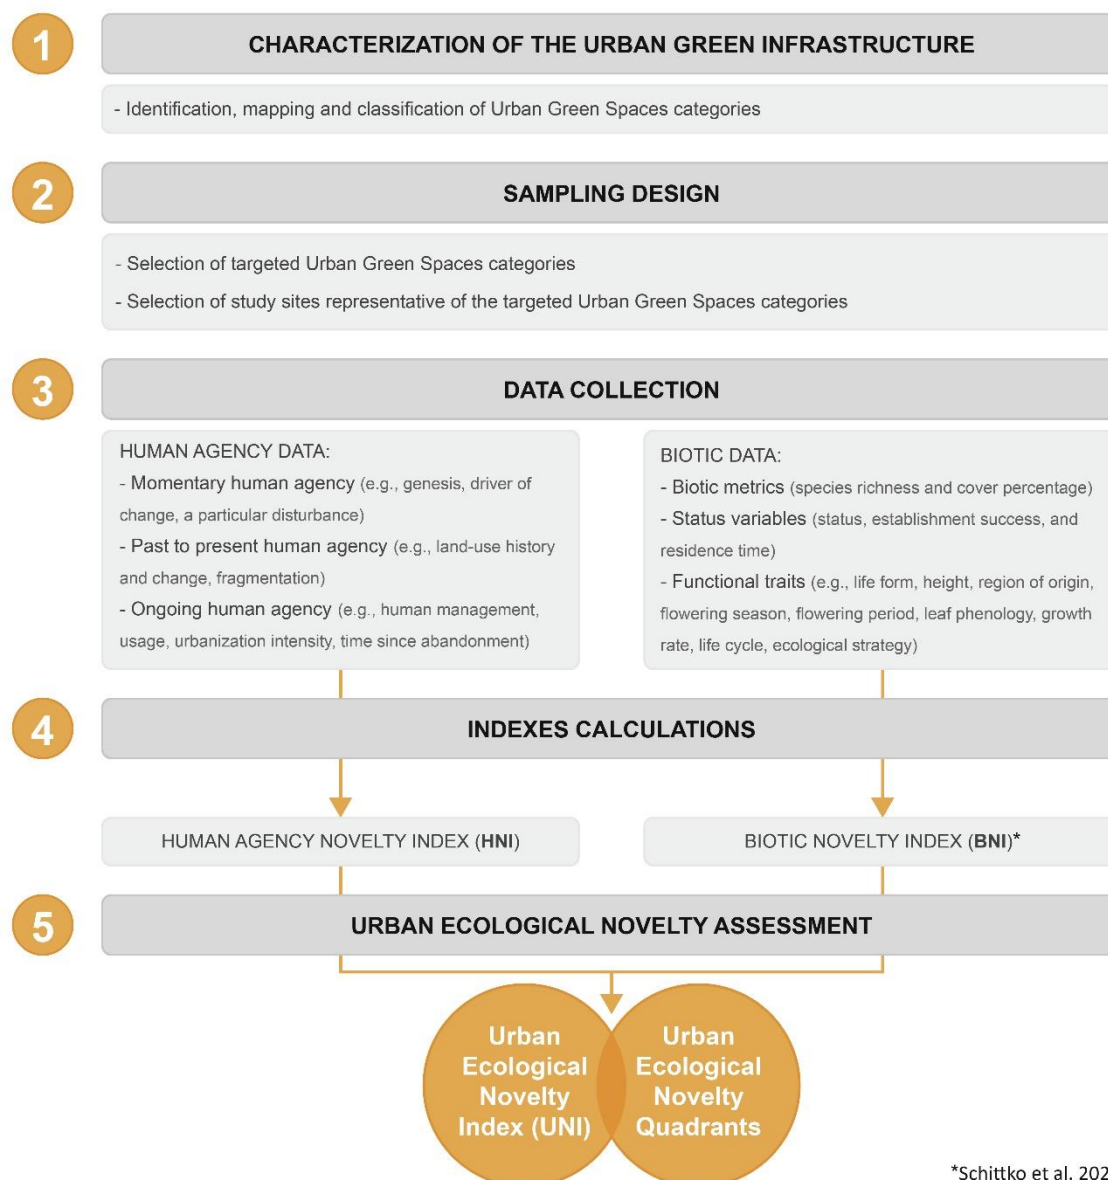 1
CHARACTERIZATION OF THE URBAN GREEN INFRASTRUCTURE
- Identification, mapping and classification of Urban Green Spaces categories
2
SAMPLING DESIGN
- Selection of targeted Urban Green Spaces categories
- Selection of study sites representative of the targeted Urban Green Spaces categories
3
DATA COLLECTION
HUMAN AGENCY DATA:
- Momentary human agency (e.g., genesis, driver of
change, a particular disturbance)
- Past to present human agency (e.g., land-use history
and change, fragmentation)
- Ongoing human agency (e.g., human management,
usage, urbanization intensity, time since abandonment)
BIOTIC DATA:
- Biotic metrics (species richness and cover percentage)
- Status variables (status, establishment success, and
residence time)
- Functional traits (e.g., life form, height, region of origin,
flowering season, flowering period, leaf phenology, growth
rate, life cycle, ecological strategy)
4
INDEXES CALCULATIONS
HUMAN AGENCY NOVELTY INDEX (HNI)
BIOTIC NOVELTY INDEX (BNI)*
5
URBAN ECOLOGICAL NOVELTY ASSESSMENT
Urban
Ecological
Novelty
Index (UNI)
Urban
Ecological
Novelty
Quadrants
*Schittko et al. 202